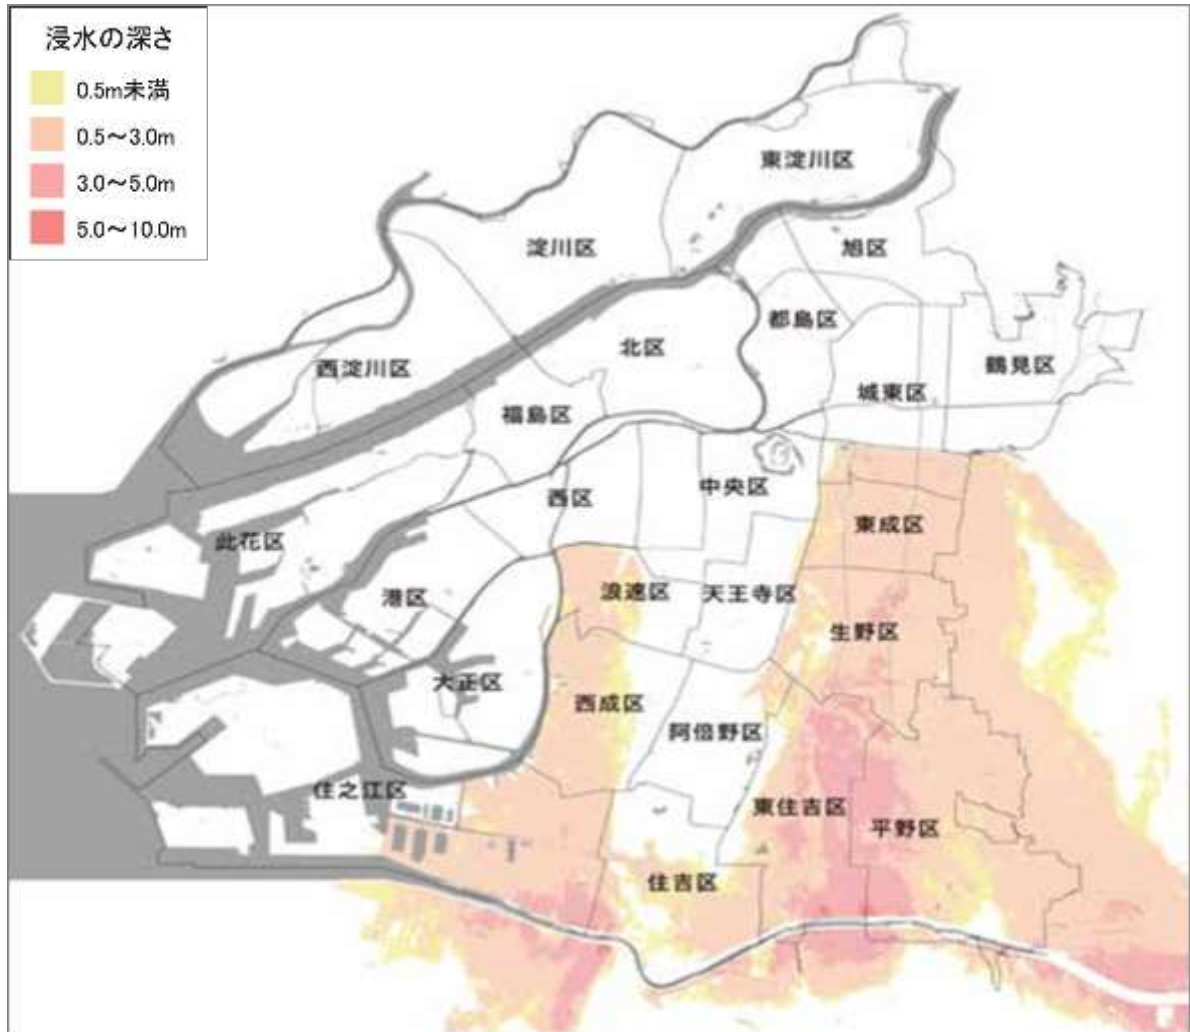 浸水の深さ
0.5m未満
0.5～3.0m
3.0～5.0m
5.0～10.0m
東淀川区
淀川区
旭区
都島区
北区
西淀川区
鶴見区
城東区
福島区
中央区
西区
東成区
此花区
浪速区
天王寺区
港区
生野区
大正区
西成区
阿倍野区
住之江区
東住吉区
平野区
住吉区